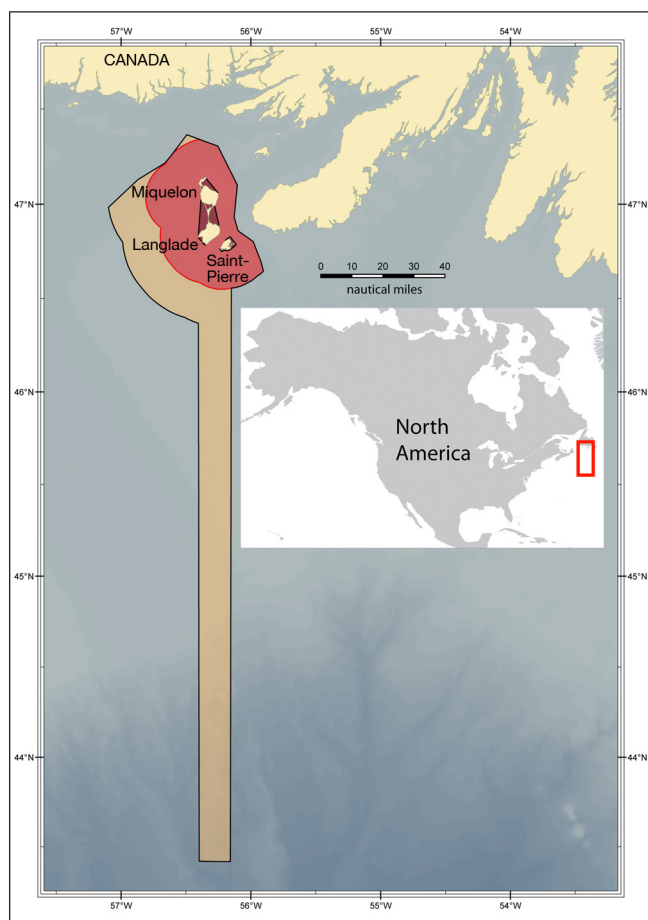 57°W 56°W 55°W 54°W
CANADA
47°N 47°N
Miquelon
Langlade
Saint-
Pierre
0 10 20 30 40
nautical miles
46°N 46°N
North
America
45°N 45°N
44°N 44°N
57°W 56°W 55°W 54°W